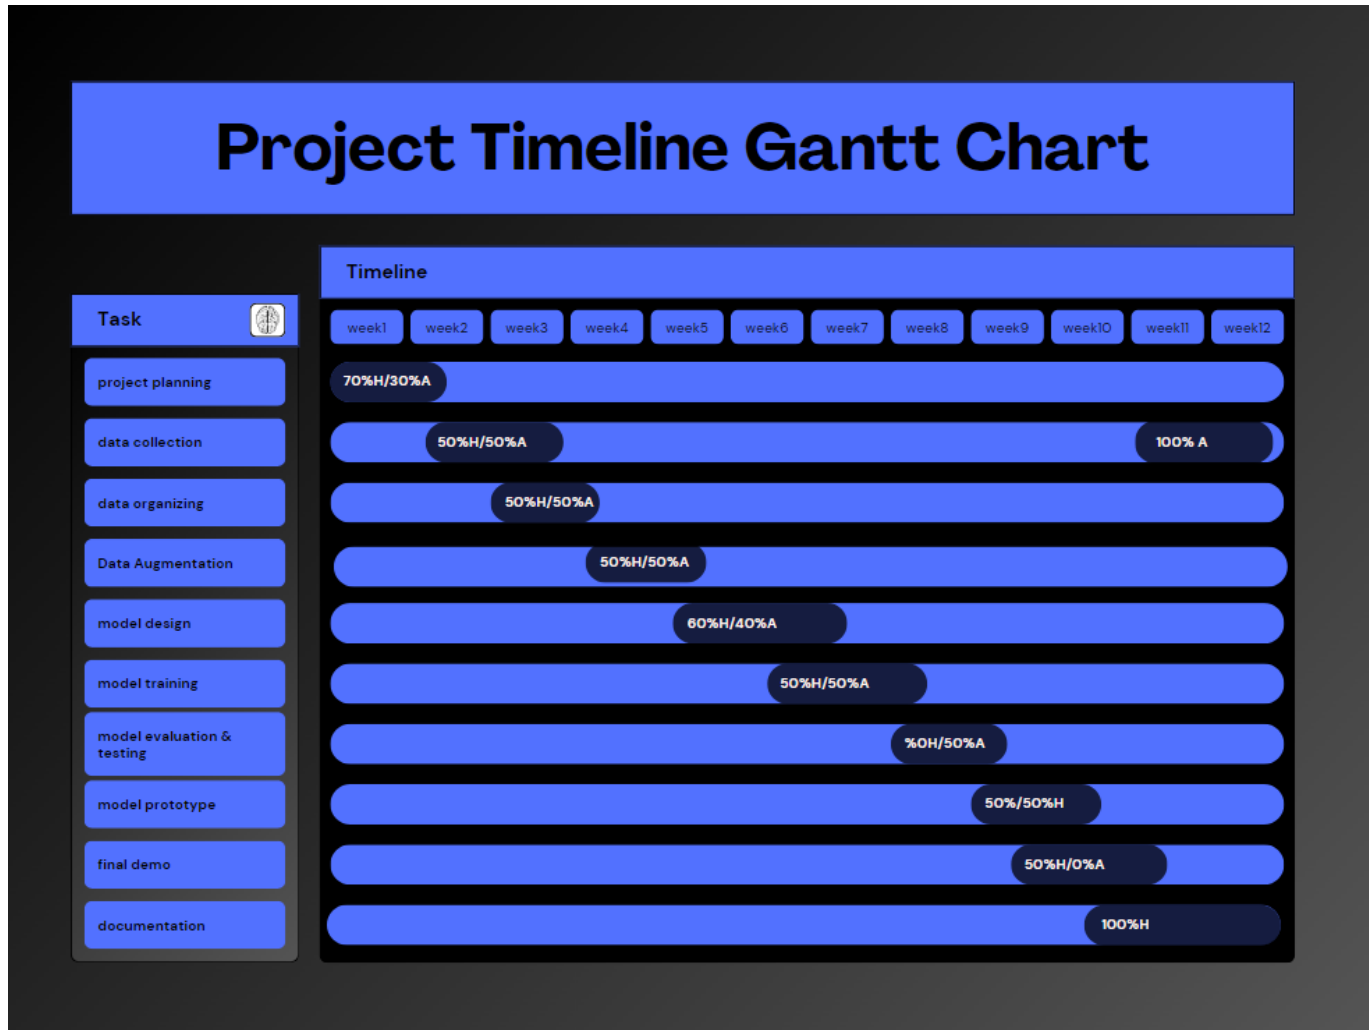 Project Timeline Gantt Chart
Timeline
Task
week1 week2 week3 week4 week5 week6 week7 week8 week9 week10 week11 week12
project planning
70%H/30%A
data collection
50%H/50%A
100% A
data organizing
50%H/50%A
Data Augmentation
50%H/50%A
model design
60%H/40%A
model training
50%H/50%A
model evaluation &
testing
%0H/50%A
model prototype
50%/50%H
final demo
50%H/0%A
documentation
100%H